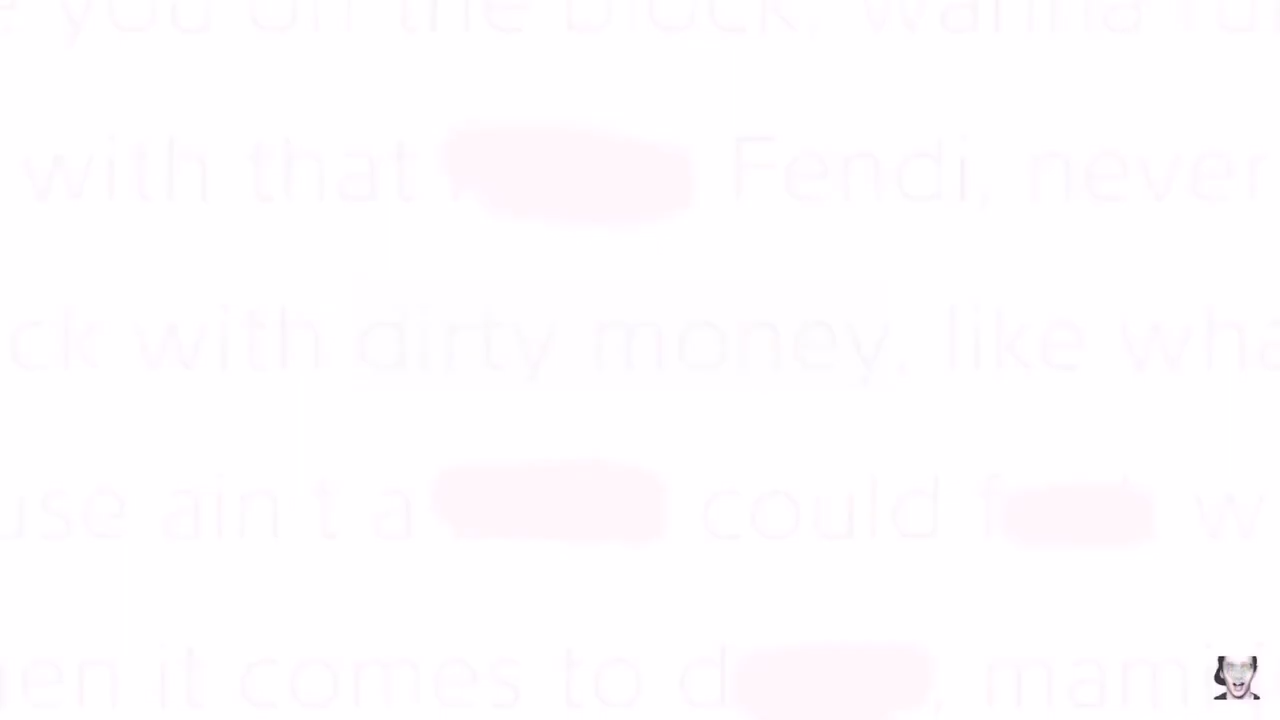 you on the block, wanna
with that Fendi, never
ck with dirty money, like wha
use ain t a could f w
en it comes to d , mam